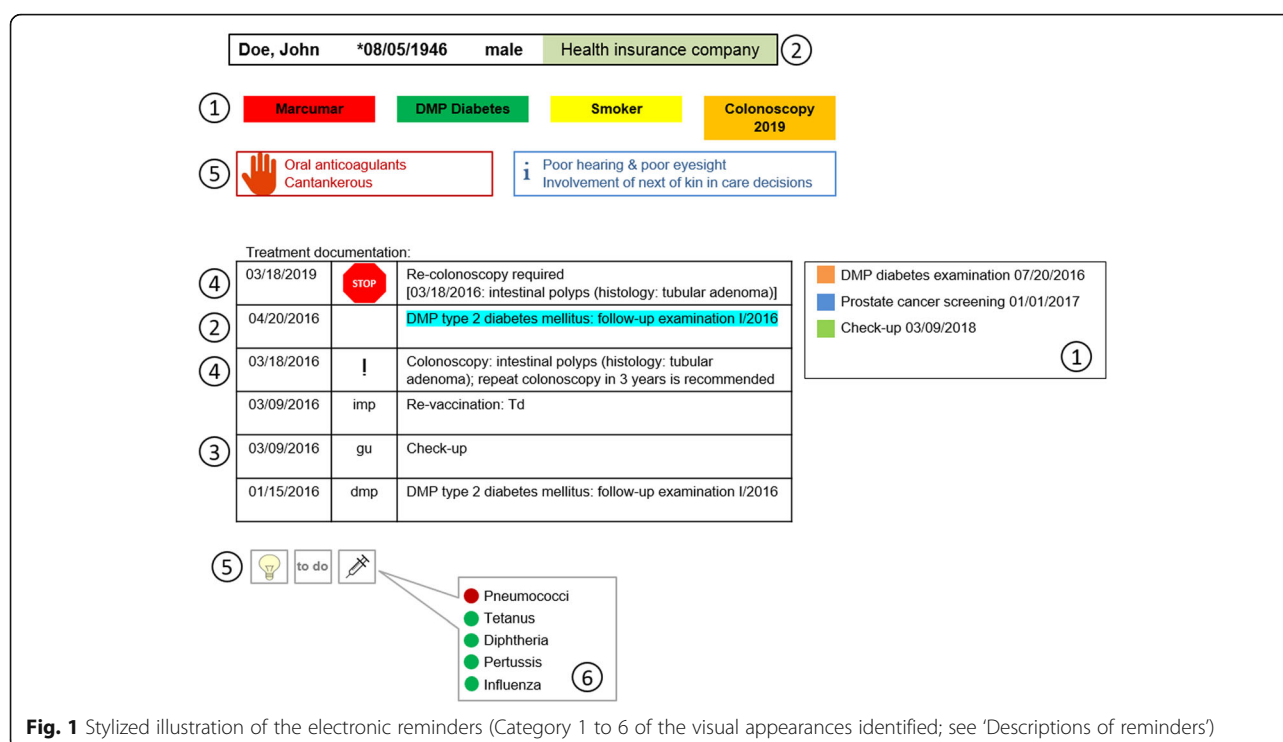 Doe, John *08/05/1946 male Health insurance company 2
1 Marcumar DMP Diabetes Smoker Colonoscopy
2019
5 Oral anticoagulants
Cantankerous
i Poor hearing & poor eyesight
Involvement of next of kin in care decisions
Treatment documentation:
4 03/18/2019 STOP Re-colonoscopy required
[03/18/2016: intestinal polyps (histology: tubular adenoma)]
2 04/20/2016 DMP type 2 diabetes mellitus: follow-up examination I/2016
4 03/18/2016 ! Colonoscopy: intestinal polyps (histology: tubular
adenoma); repeat colonoscopy in 3 years is recommended
03/09/2016 imp Re-vaccination: Td
3 03/09/2016 gu Check-up
01/15/2016 dmp DMP type 2 diabetes mellitus: follow-up examination I/2016
DMP diabetes examination 07/20/2016
Prostate cancer screening 01/01/2017
Check-up 03/09/2018
1
5 to do
Pneumococci
Tetanus
Diphtheria
Pertussis
Influenza
6
Fig. 1 Stylized illustration of the electronic reminders (Category 1 to 6 of the visual appearances identified; see ‘Descriptions of reminders’)